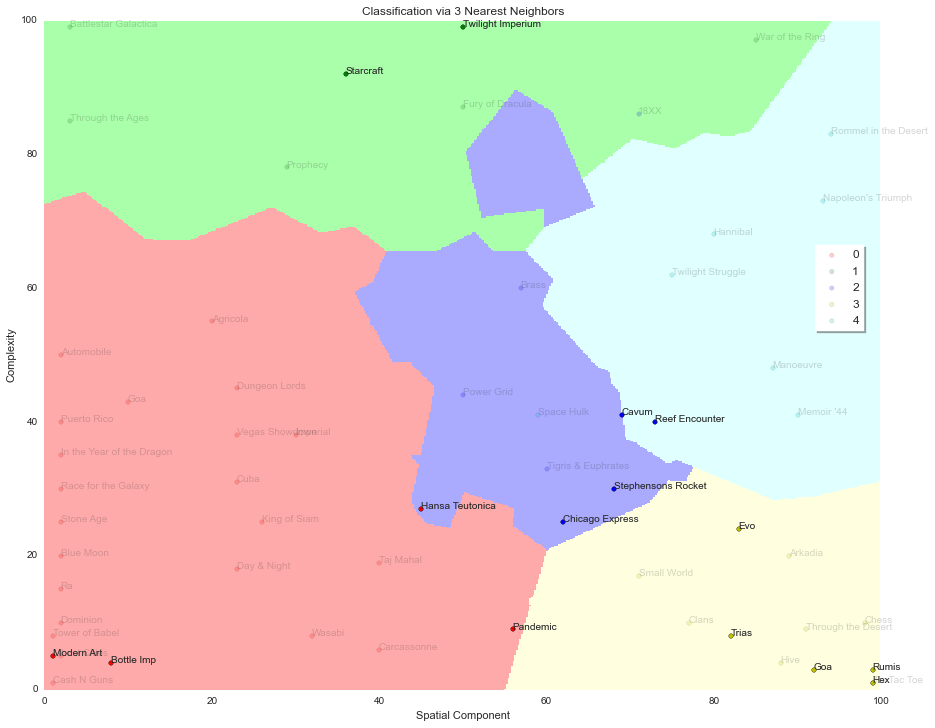 Classification via 3 Nearest Neighbors
100
Battlestar Galactica
Twilight Imperium
War of the Ring
Starcraft
Fury of Dracula
18XX
Through the Ages
Rommel in the Desert
80
Prophecy
Napoleon's Triumph
Hannibal
Twilight Struggle
0
1
2
3
4
60
Brass
Agricola
Automobile
Manoeuvre
Dungeon Lords
Power Grid
Goa
Space Hulk
Cavum
Memoir '44
40
Puerto Rico
Reef Encounter
Vegas Showdown
Imperial
In the Year of the Dragon
Tigris & Euphrates
Cuba
Race for the Galaxy
Stephensons Rocket
Hansa Teutonica
Stone Age
King of Siam
Chicago Express
Evo
20
Blue Moon
Arkadia
Taj Mahal
Day & Night
Small World
Ra
Dominion
Clans
Chess
Pandemic
Through the Desert
Tower of Babel
Wasabi
Trias
Carcassonne
Modern Art
Bottle Imp
Hive
Goa
Rumis
Cash N Guns
Hex
Tac Toe
0
0
20
40
60
80
100
Spatial Component
Complexity